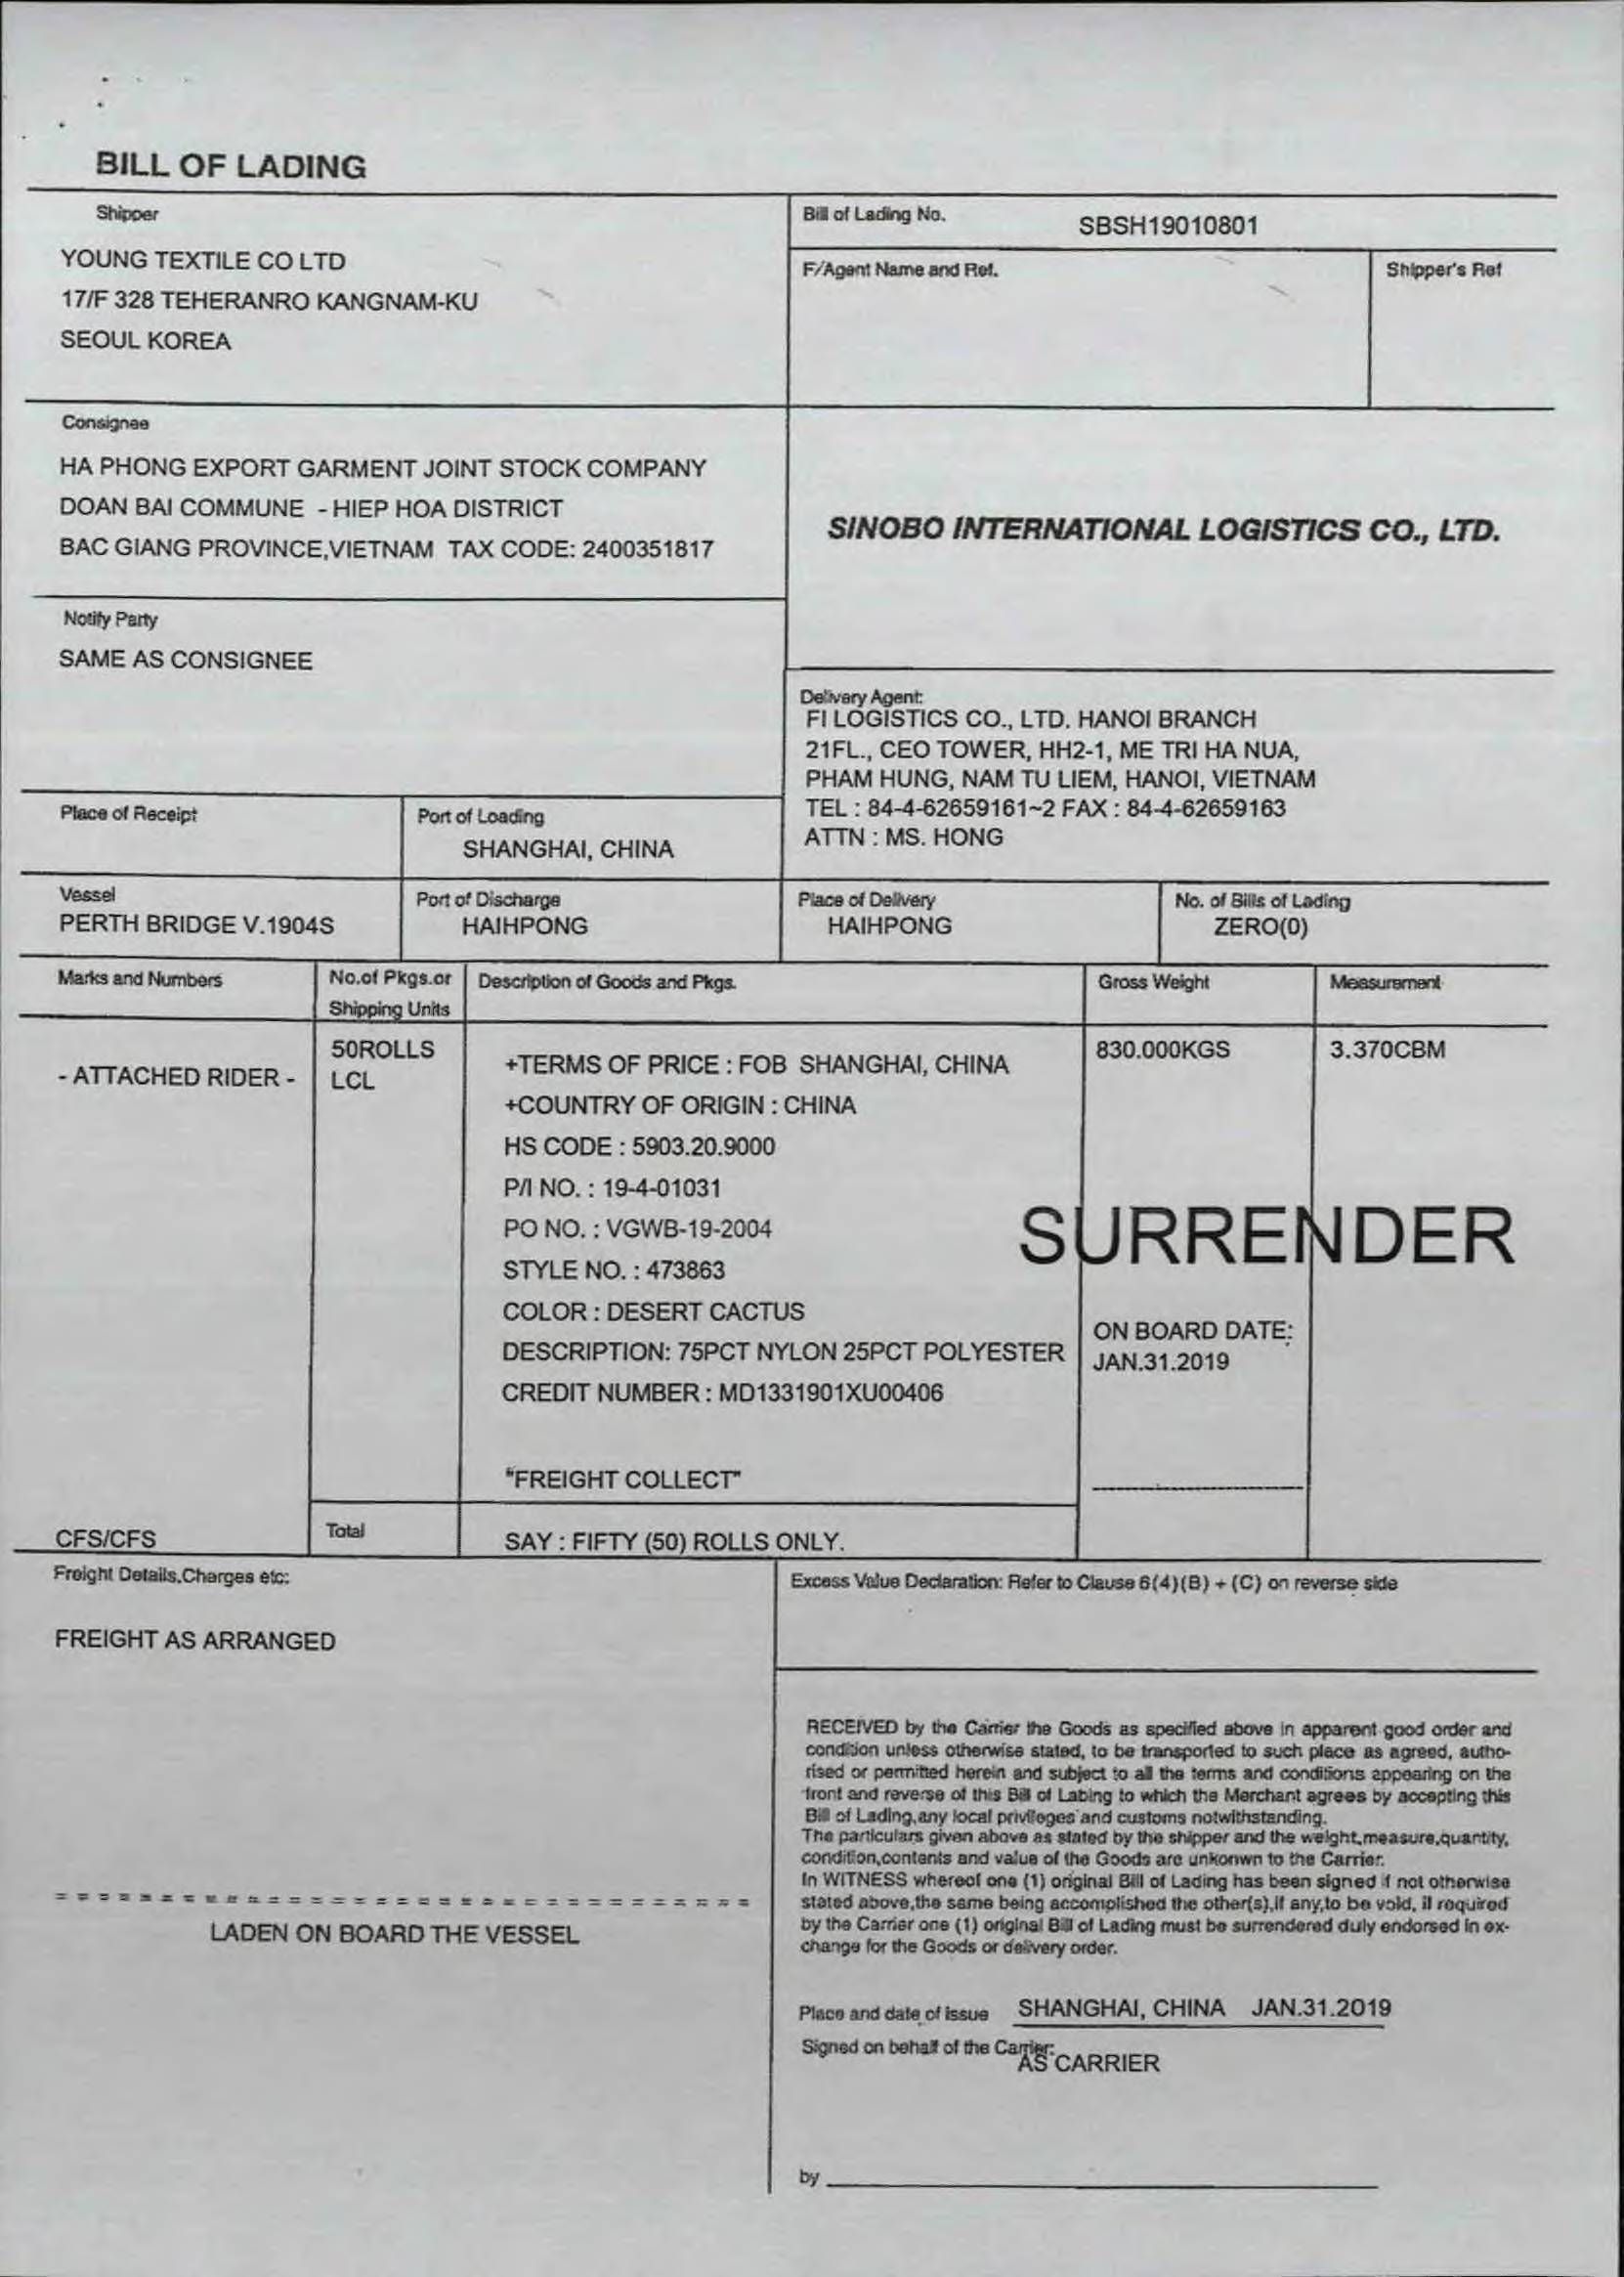 BILL OF LADING
Shipper
YOUNG TEXTILE CO LTD
17/F 328 TEHERANRO KANGNAM-KU
SEOUL KOREA
Bill of Lading No.
SBSH19010801
F/Agent Name and Ref.
Shipper's Ref
Consignee
HA PHONG EXPORT GARMENT JOINT STOCK COMPANY
DOAN BAI COMMUNE - HIEP HOA DISTRICT
BAC GIANG PROVINCE,VIETNAM TAX CODE: 2400351817
SINOBO INTERNATIONAL LOGISTICS CO., LTD.
Notify Party
SAME AS CONSIGNEE
Delivery Agent:
FI LOGISTICS CO., LTD. HANOI BRANCH
21FL., CEO TOWER, HH2-1, ME TRI HA NUA,
PHAM HUNG, NAM TU LIEM, HANOI, VIETNAM
TEL : 84-4-62659161~2 FAX : 84-4-62659163
ATTN : MS. HONG
Place of Receipt
Port of Loading
SHANGHAI, CHINA
Vessel
PERTH BRIDGE V.1904S
Port of Discharge
HAIHPONG
Place of Delivery
HAIHPONG
No. of Bills of Lading
ZERO(0)
Marks and Numbers
No.of Pkgs.or
Shipping Units
Description of Goods and Pkgs.
Gross Weight
Measurement
- ATTACHED RIDER -
50ROLLS
LCL
+TERMS OF PRICE : FOB SHANGHAI, CHINA
+COUNTRY OF ORIGIN : CHINA
HS CODE : 5903.20.9000
P/I NO. : 19-4-01031
PO NO. : VGWB-19-2004
STYLE NO. : 473863
COLOR : DESERT CACTUS
DESCRIPTION: 75PCT NYLON 25PCT POLYESTER
CREDIT NUMBER : MD1331901XU00406
"FREIGHT COLLECT"
830.000KGS
3.370CBM
SURRENDER
ON BOARD DATE:
JAN.31.2019
CFS/CFS
Total
SAY : FIFTY (50) ROLLS ONLY.
Freight Details,Charges etc:
FREIGHT AS ARRANGED
Excess Value Declaration: Refer to Clause 6(4)(B) + (C) on reverse side
RECEIVED by the Carrier the Goods as specified above in apparent good order and
condition unless otherwise stated, to be transported to such place as agreed, autho-
rised or permitted herein and subject to all the terms and conditions appearing on the
front and reverse of this Bill of Labing to which the Merchant agrees by accepting this
Bill of Lading,any local privileges and customs notwithstanding.
The particulars given above as stated by the shipper and the weight,measure,quantity,
condition,contents and value of the Goods are unkonwn to the Carrier.
In WITNESS whereof one (1) original Bill of Lading has been signed if not otherwise
stated above,the same being accomplished the other(s),if any,to be void, if required
by the Carrier one (1) original Bill of Lading must be surrendered duly endorsed in ex-
change for the Goods or delivery order.
LADEN ON BOARD THE VESSEL
Place and date of issue SHANGHAI, CHINA JAN.31.2019
Signed on behalf of the Carrier:
AS CARRIER
by